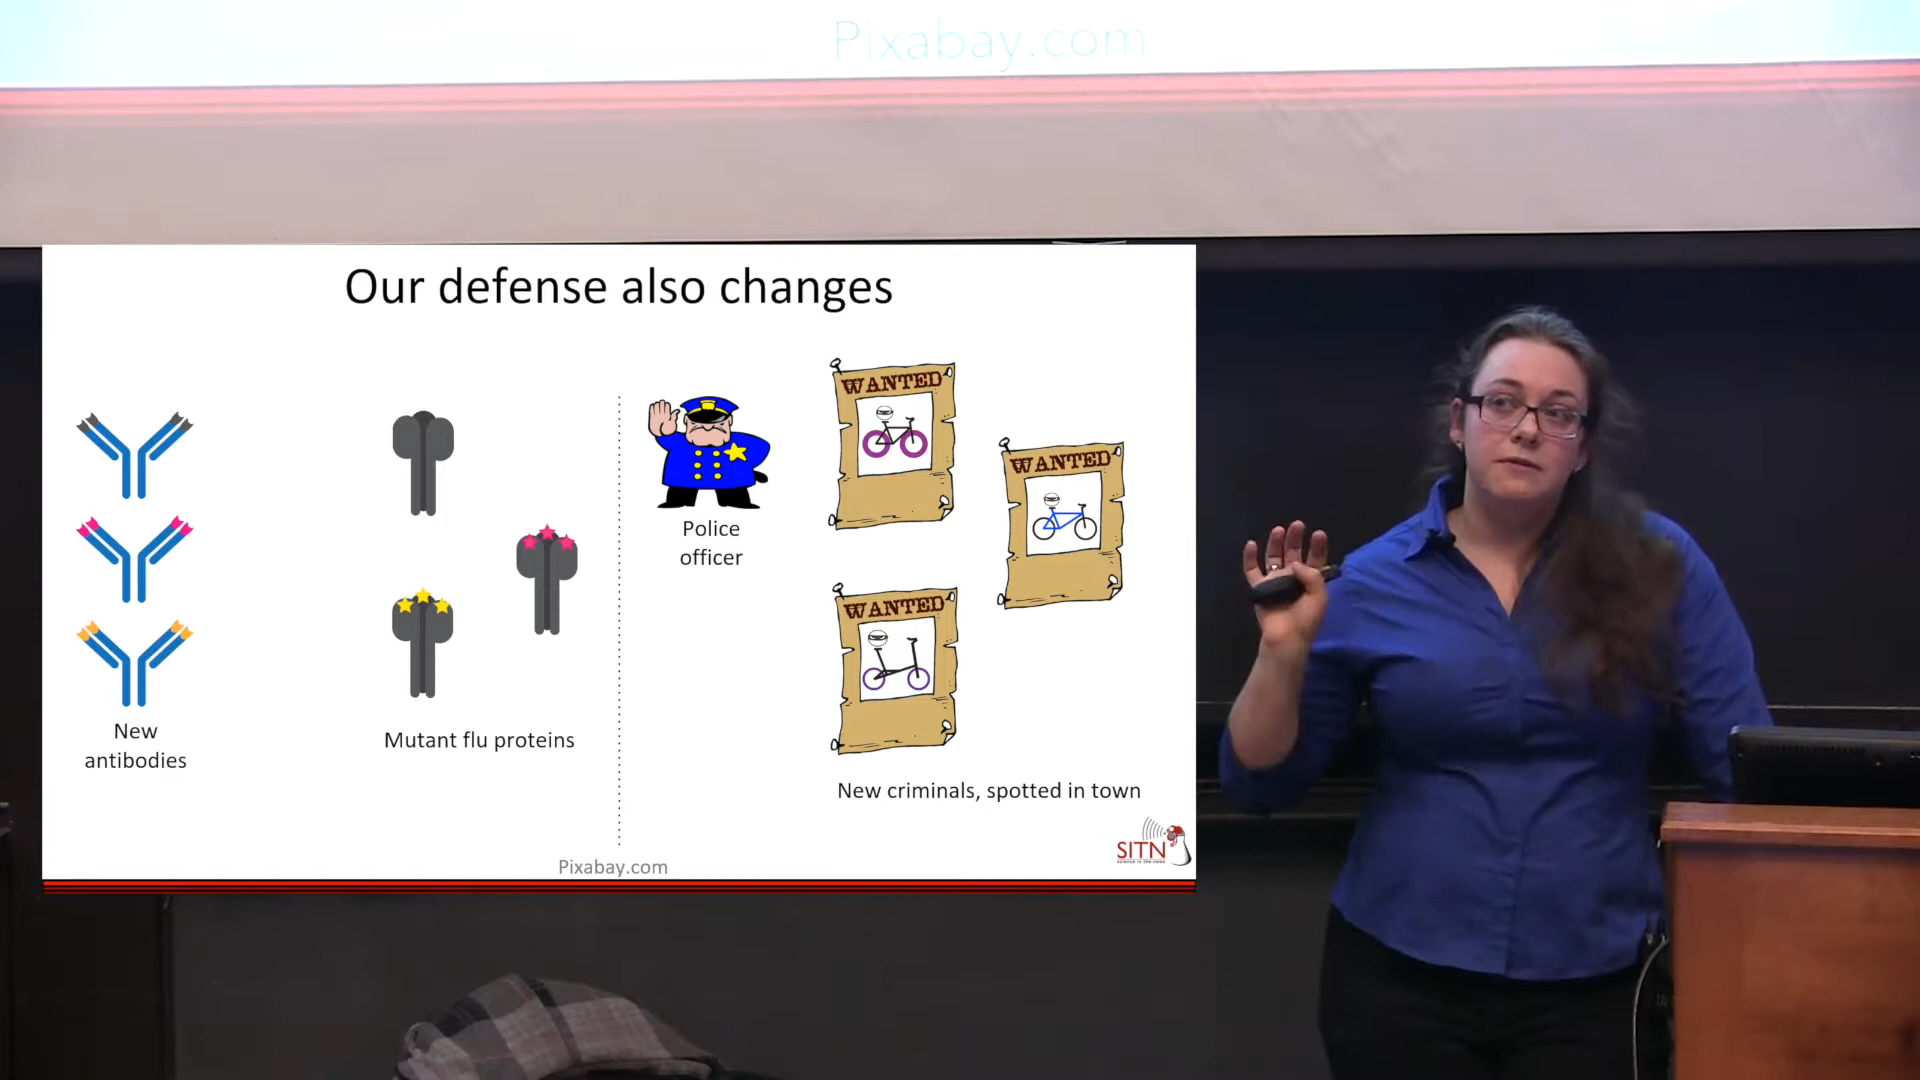 Pixabay.com
Our defense also changes
WANTED
WANTED
WANTED
Police
officer
New
antibodies
Mutant flu proteins
New criminals, spotted in town
SITN
Pixabay.com